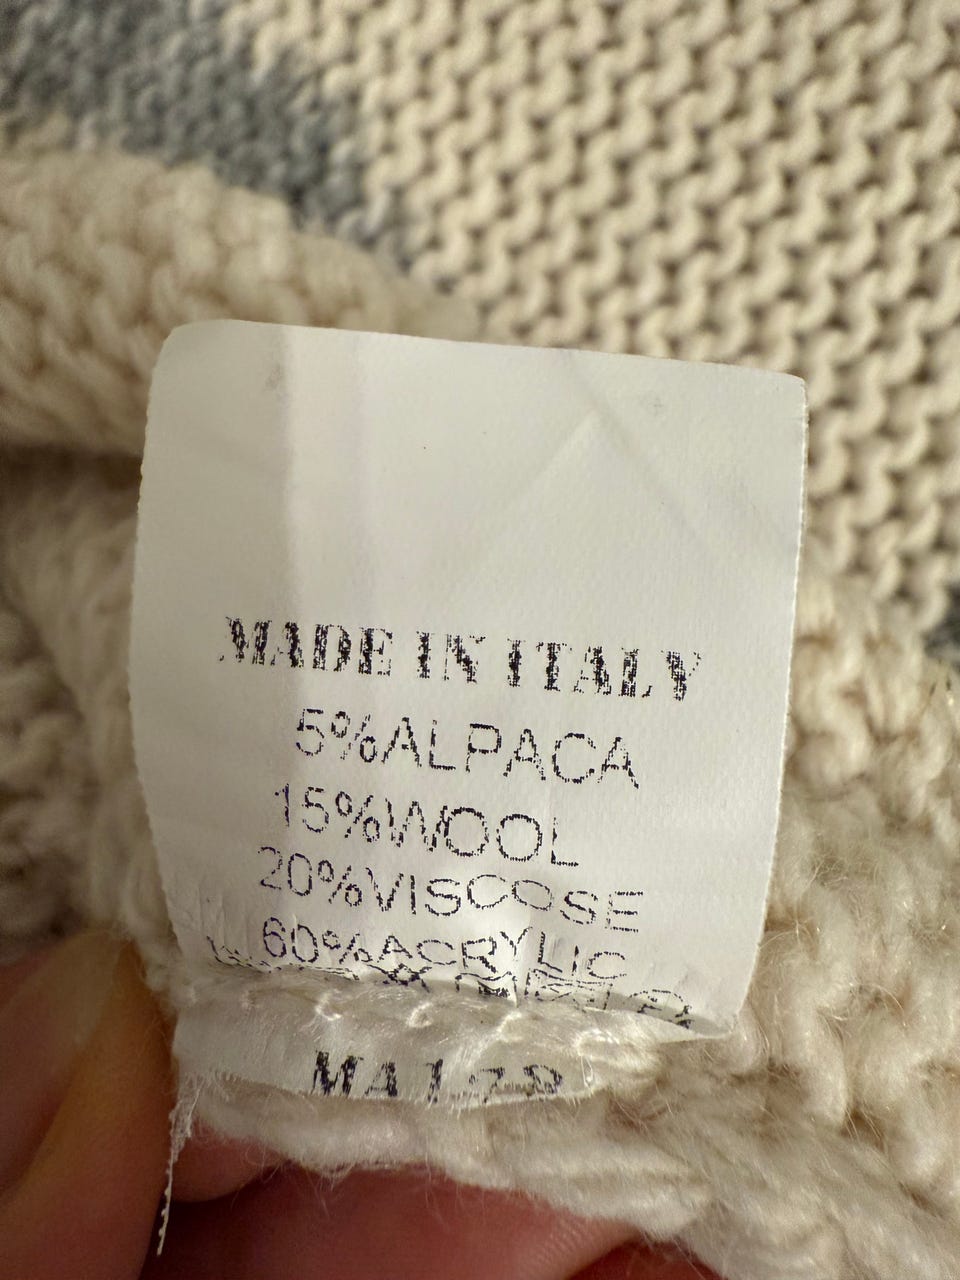 MADE IN ITALY
5%ALPACA
15%WOOL
20%VISCOSE
60%ACRYLIC